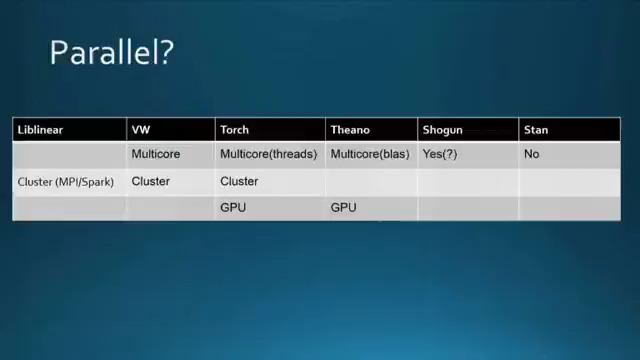 Parallel?
Liblinear VW Torch Theano Shogun Stan
Multicore Multicore(threads) Multicore(blas) Yes(?) No
Cluster (MPI/Spark) Cluster Cluster
GPU GPU